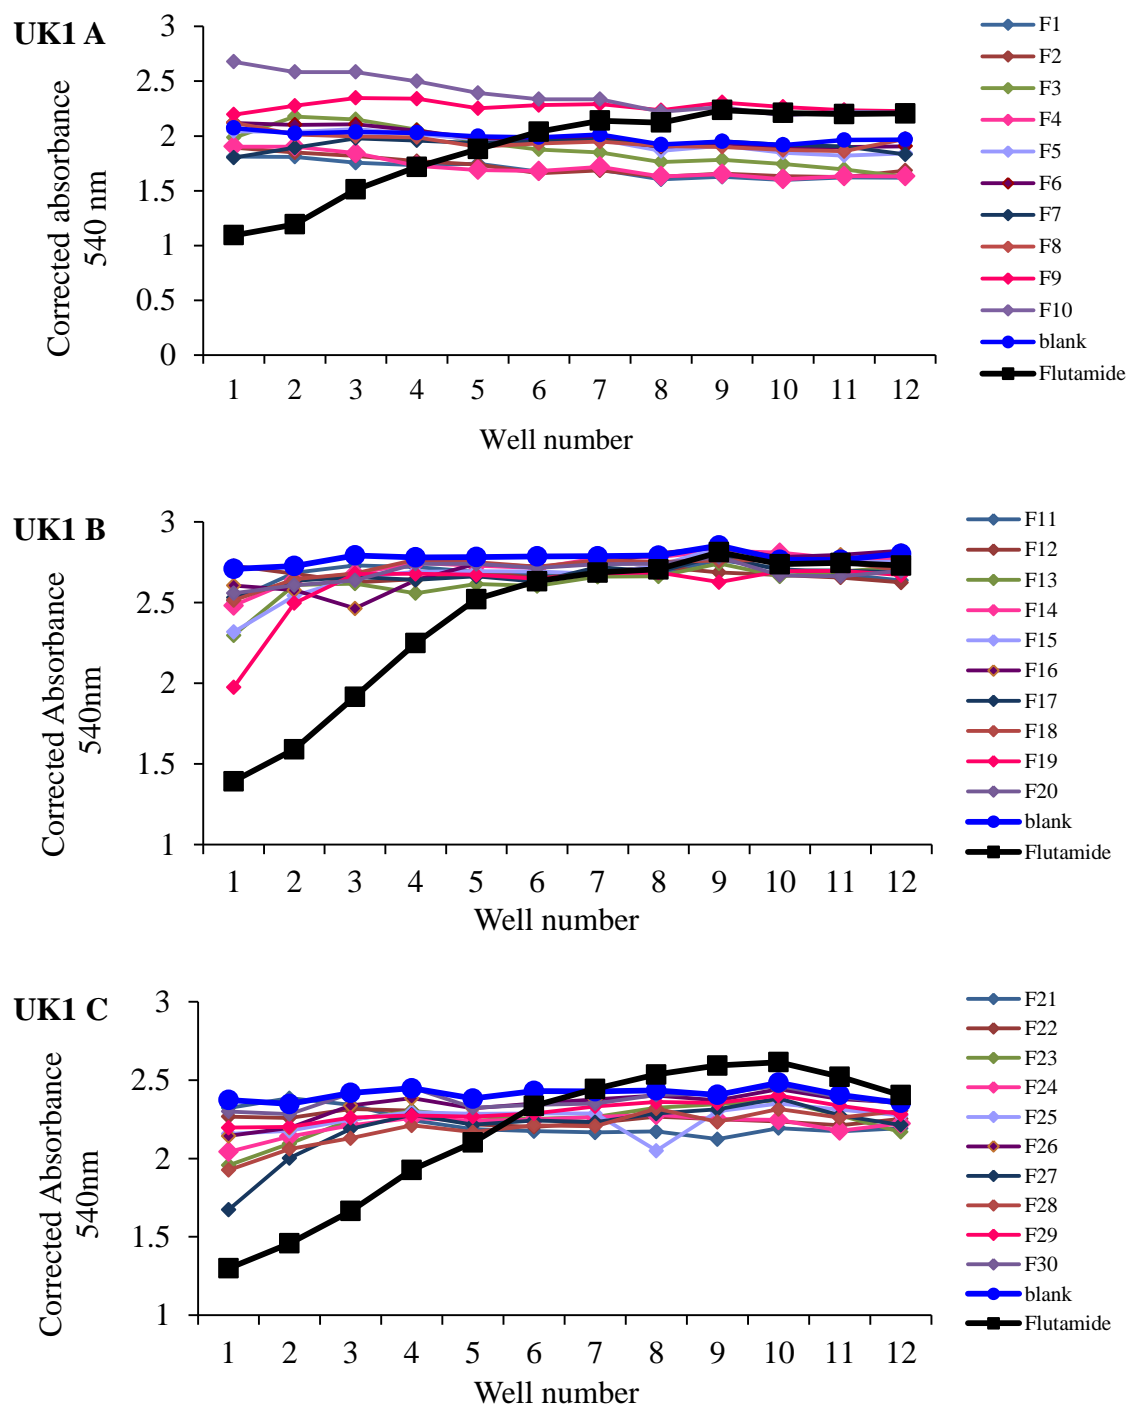 UK1 A
Corrected absorbance
540 nm
3
2.5
2
1.5
1
0.5
0
1 2 3 4 5 6 7 8 9 10 11 12
Well number
F1
F2
F3
F4
F5
F6
F7
F8
F9
F10
blank
Flutamide
UK1 B
Corrected Absorbance
540nm
3
2.5
2
1.5
1
1 2 3 4 5 6 7 8 9 10 11 12
Well number
F11
F12
F13
F14
F15
F16
F17
F18
F19
F20
blank
Flutamide
UK1 C
Corrected Absorbance
540nm
3
2.5
2
1.5
1
1 2 3 4 5 6 7 8 9 10 11 12
Well number
F21
F22
F23
F24
F25
F26
F27
F28
F29
F30
blank
Flutamide